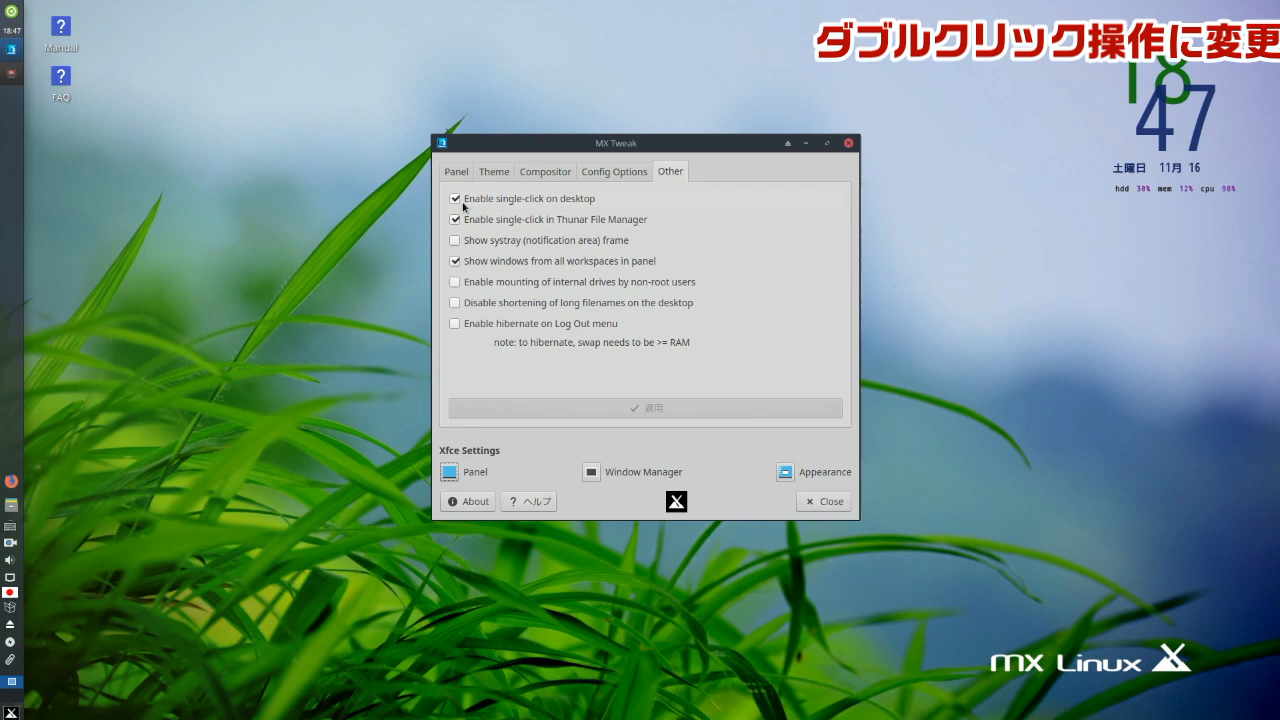 18:47
Manual
FAQ
ダブルクリック操作に変更
18
47
土曜日 11月 16
hdd 38% mem 12% cpu 96%
MX Tweak
Panel Theme Compositor Config Options Other
Enable single-click on desktop
Enable single-click in Thunar File Manager
Show systray (notification area) frame
Show windows from all workspaces in panel
Enable mounting of internal drives by non-root users
Disable shortening of long filenames on the desktop
Enable hibernate on Log Out menu
note: to hibernate, swap needs to be >= RAM
適用
Xfce Settings
Panel Window Manager Appearance
About ? ヘルプ Close
mx Linux